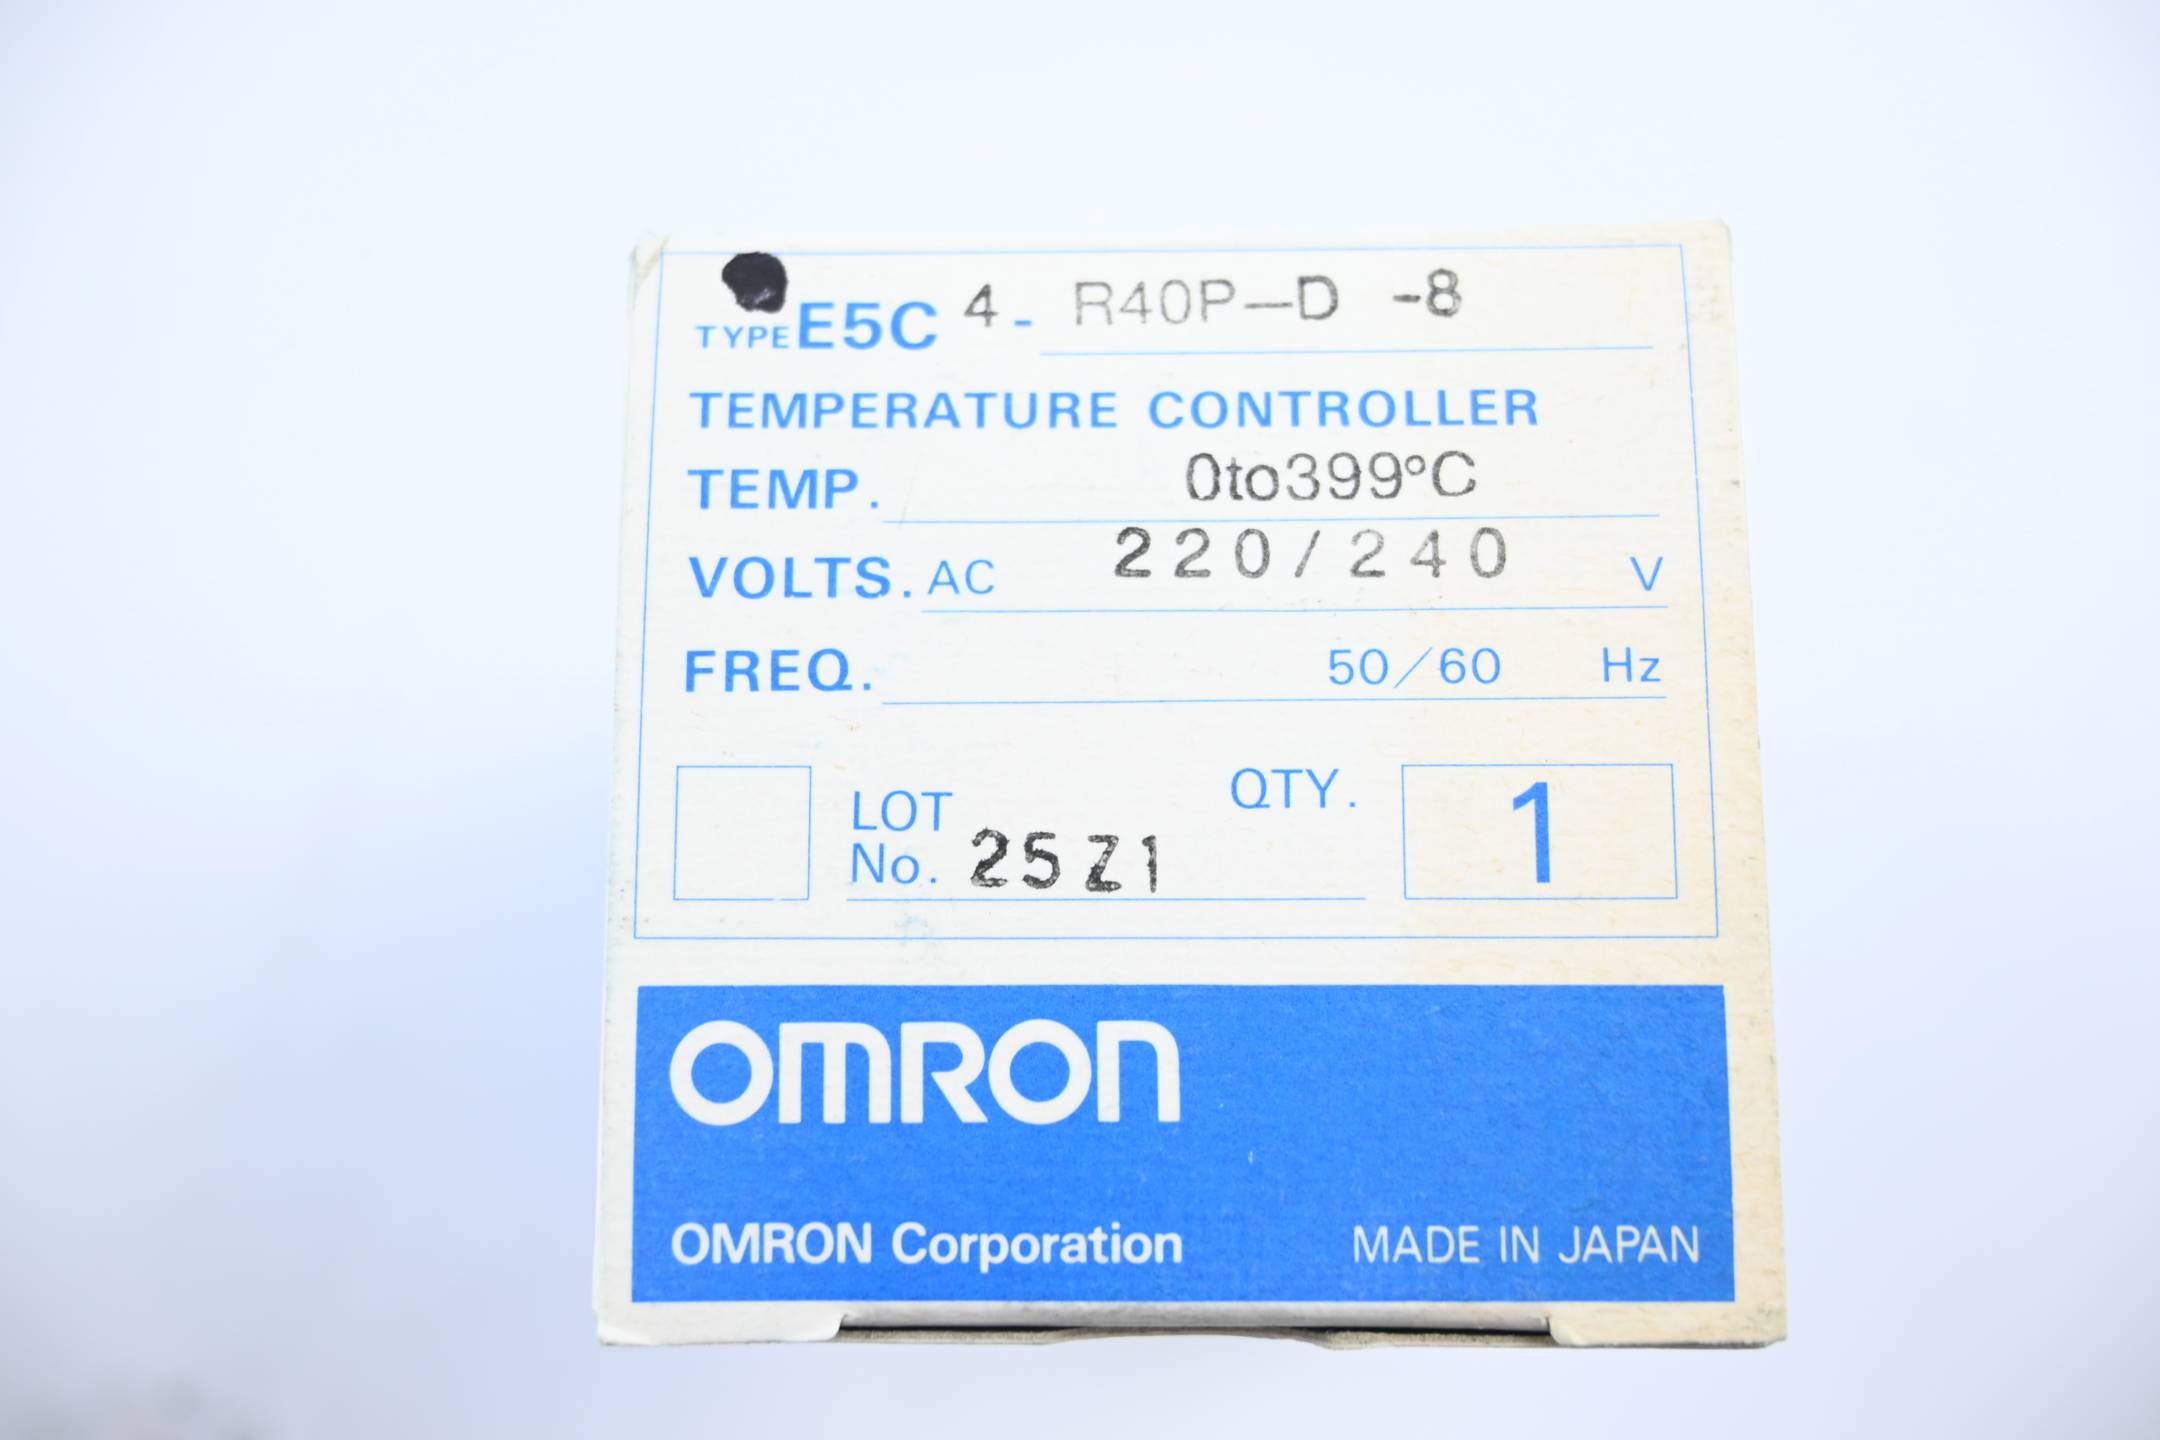 TYPE E5C 4 - R40P-D -8
TEMPERATURE CONTROLLER
TEMP. 0to399°C
VOLTS. AC 220/240 V
FREQ. 50/60 Hz
LOT No. 25Z1 QTY. 1
OMRON
OMRON Corporation MADE IN JAPAN